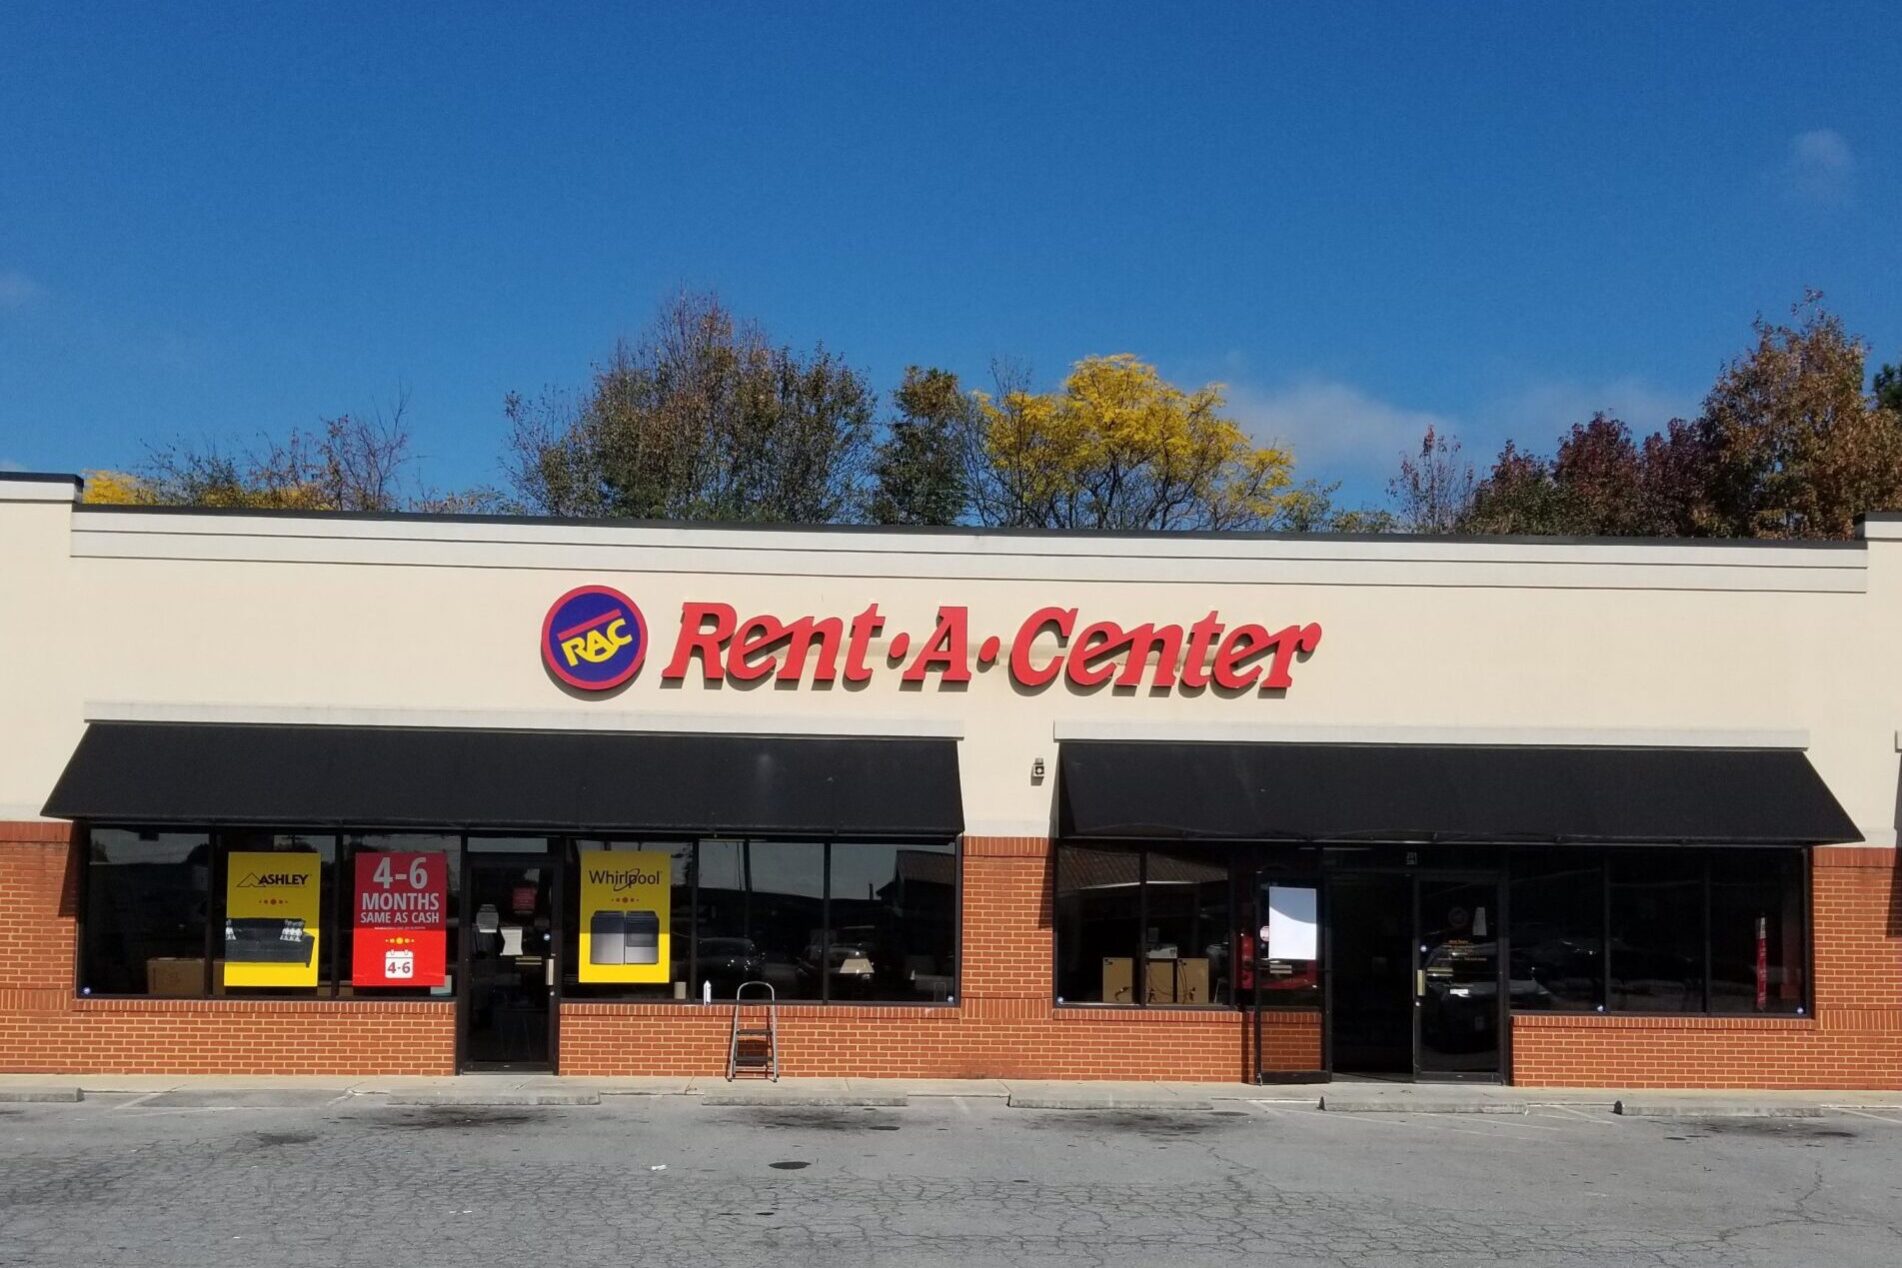 RAC
Rent·A·Center
ASHLEY
4-6
MONTHS
SAME AS CASH
4-6
Whirlpool